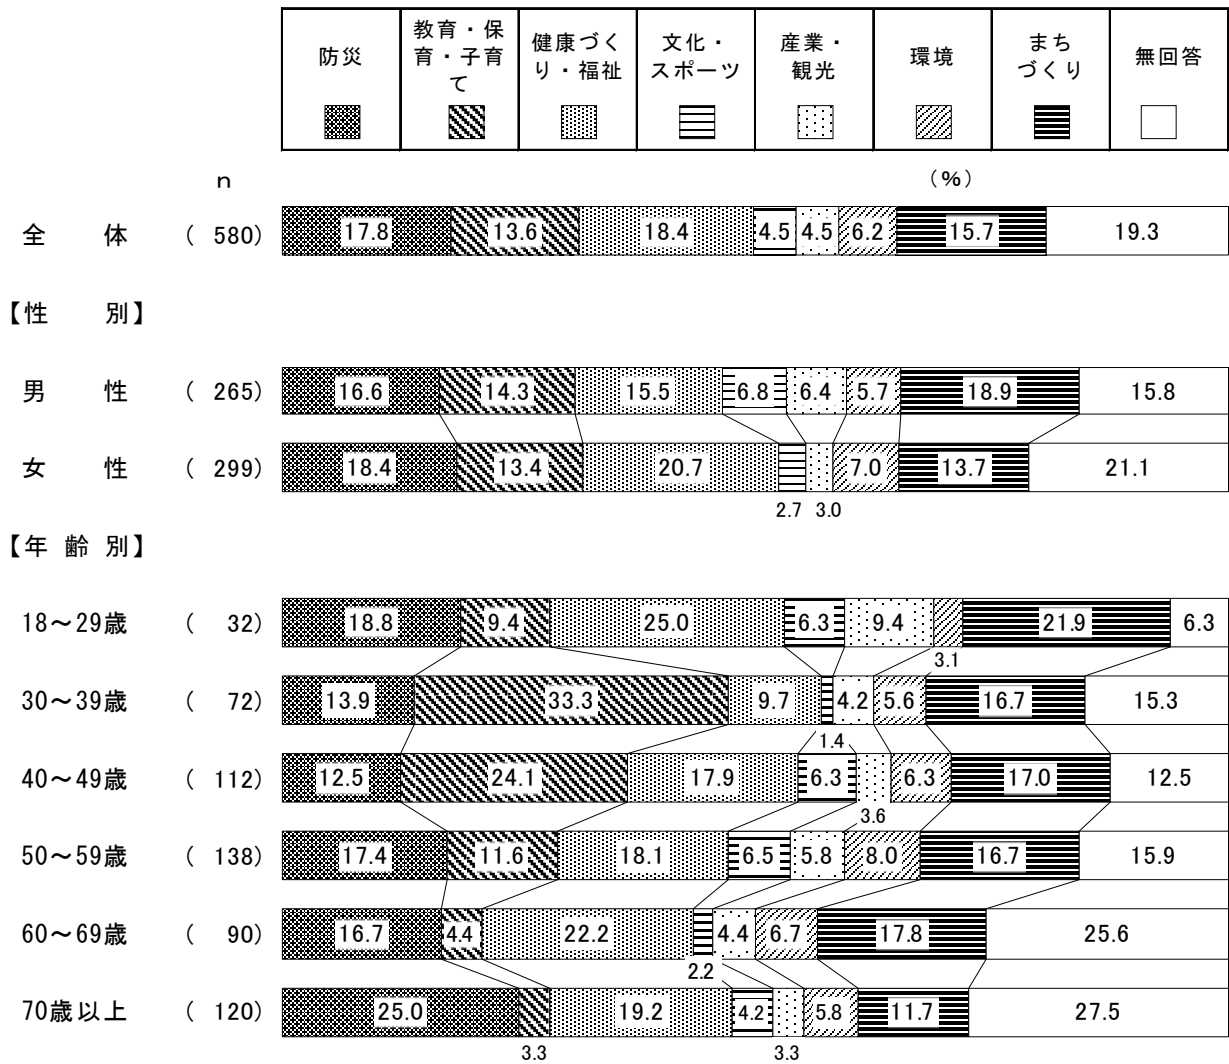 防災
教育・保
育・子育
て
健康づく
り・福祉
文化・
スポーツ
産業・
観光
環境
まち
づくり
無回答
n
(%)
全 体 ( 580) 17.8 13.6 18.4 4.5 4.5 6.2 15.7 19.3
【性 別】
男 性 ( 265) 16.6 14.3 15.5 6.8 6.4 5.7 18.9 15.8
女 性 ( 299) 18.4 13.4 20.7 7.0 13.7 21.1
2.7 3.0
【年 齢 別】
18～29歳 ( 32) 18.8 9.4 25.0 6.3 9.4 21.9 6.3
3.1
30～39歳 ( 72) 13.9 33.3 9.7 4.2 5.6 16.7 15.3
1.4
40～49歳 ( 112) 12.5 24.1 17.9 6.3 6.3 17.0 12.5
3.6
50～59歳 ( 138) 17.4 11.6 18.1 6.5 5.8 8.0 16.7 15.9
60～69歳 ( 90) 16.7 4.4 22.2 4.4 6.7 17.8 25.6
2.2
70歳以上 ( 120) 25.0 19.2 4.2 5.8 11.7 27.5
3.3 3.3